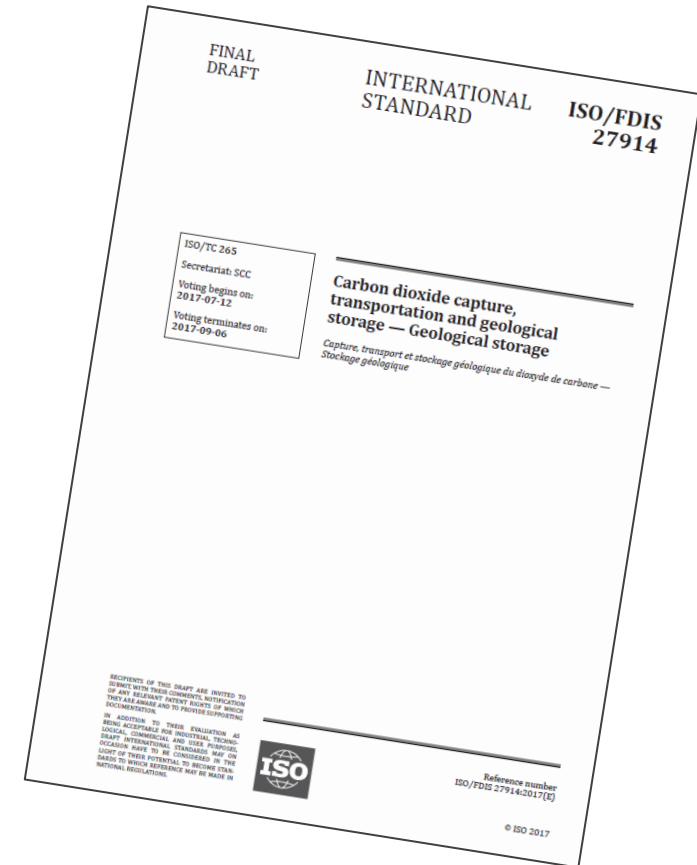 FINAL
DRAFT
INTERNATIONAL
STANDARD
ISO/FDIS
27914
ISO/TC 265
Secretariat: SCC
Voting begins on:
2017-07-12
Voting terminates on:
2017-09-06
Carbon dioxide capture,
transportation and geological
storage — Geological storage
Capture, transport et stockage géologique du dioxyde de carbone —
Stockage géologique
RECIPIENTS OF THIS DRAFT ARE INVITED TO
SUBMIT, WITH THEIR COMMENTS, NOTIFICATION
OF ANY RELEVANT PATENT RIGHTS OF WHICH
THEY ARE AWARE AND TO PROVIDE SUPPORTING
DOCUMENTATION.
IN ADDITION TO THEIR EVALUATION AS
BEING ACCEPTABLE FOR INDUSTRIAL, TECHNO-
LOGICAL, COMMERCIAL AND USER PURPOSES,
DRAFT INTERNATIONAL STANDARDS MAY ON
OCCASION HAVE TO BE CONSIDERED IN THE
LIGHT OF THEIR POTENTIAL TO BECOME STAN-
DARDS TO WHICH REFERENCE MAY BE MADE IN
NATIONAL REGULATIONS.
ISO
Reference number
ISO/FDIS 27914:2017(E)
© ISO 2017